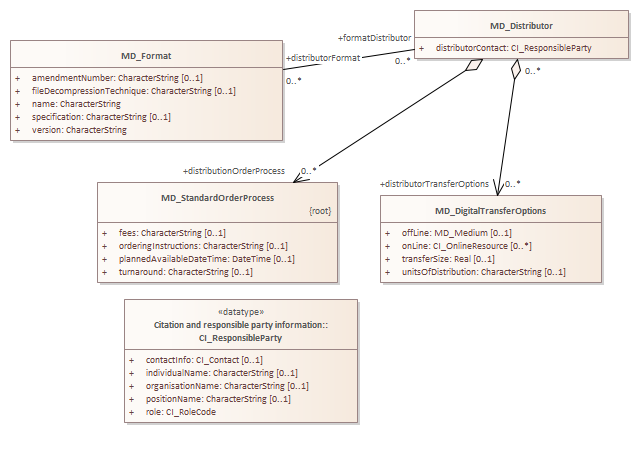 MD_Distributor
+ distributorContact: CI_ResponsibleParty
+formatDistributor
0..*
+distributorFormat
0..*
0..*
MD_Format
+ amendmentNumber: CharacterString [0..1]
+ fileDecompressionTechnique: CharacterString [0..1]
+ name: CharacterString
+ specification: CharacterString [0..1]
+ version: CharacterString
+distributionOrderProcess
0..*
+distributorTransferOptions
0..*
MD_StandardOrderProcess
{root}
+ fees: CharacterString [0..1]
+ orderingInstructions: CharacterString [0..1]
+ plannedAvailableDateTime: DateTime [0..1]
+ turnaround: CharacterString [0..1]
MD_DigitalTransferOptions
+ offLine: MD_Medium [0..1]
+ onLine: CI_OnlineResource [0..*]
+ transferSize: Real [0..1]
+ unitsOfDistribution: CharacterString [0..1]
«datatype»
Citation and responsible party information::
CI_ResponsibleParty
+ contactInfo: CI_Contact [0..1]
+ individualName: CharacterString [0..1]
+ organisationName: CharacterString [0..1]
+ positionName: CharacterString [0..1]
+ role: CI_RoleCode